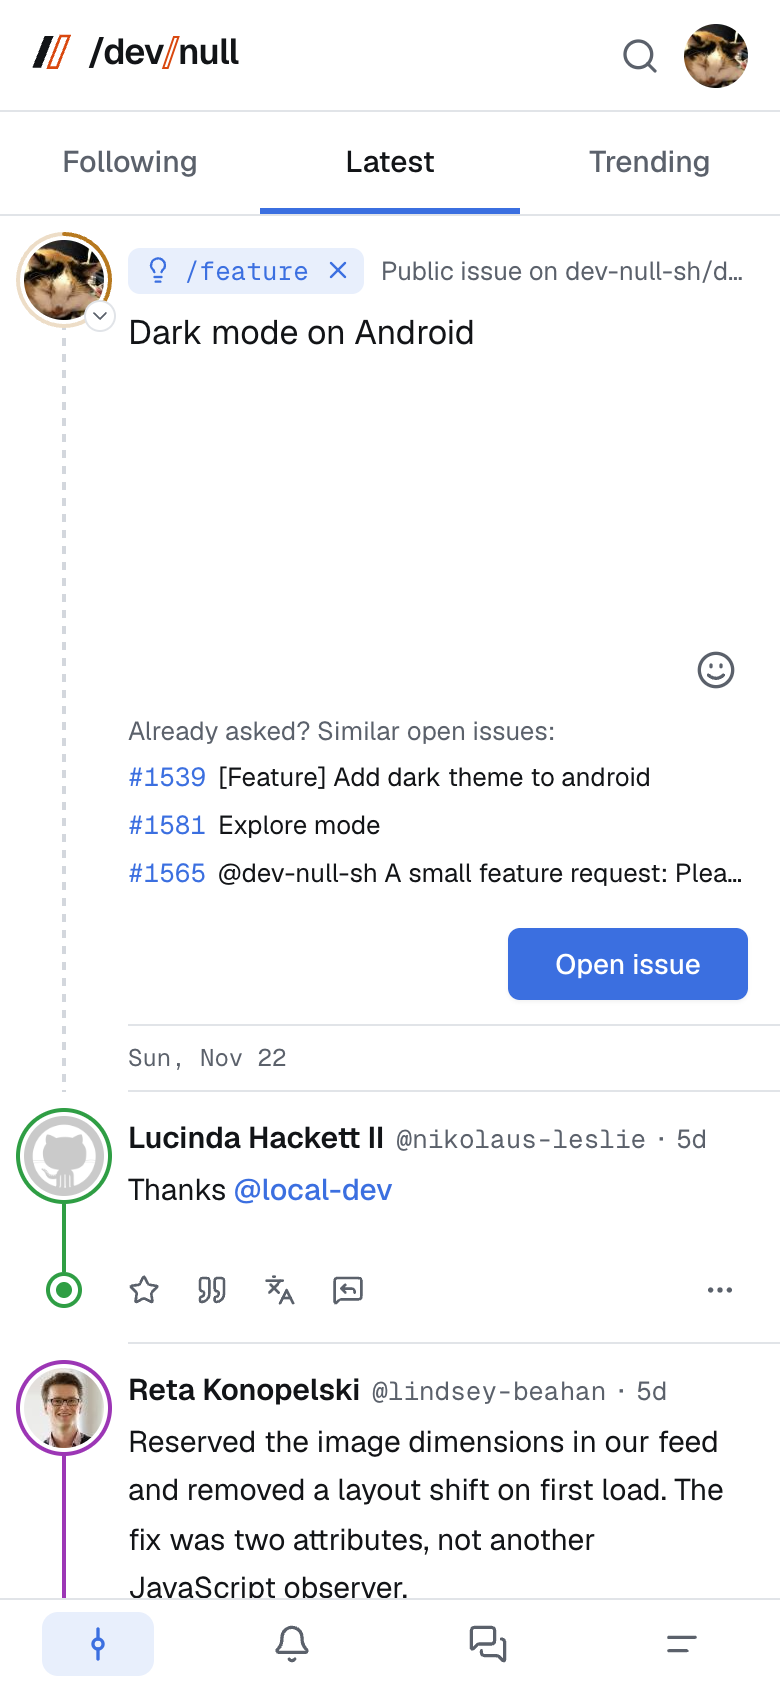 /dev/null
Following
Latest
Trending
/feature
Public issue on dev-null-sh/d...
Dark mode on Android
Already asked? Similar open issues:
#1539 [Feature] Add dark theme to android
#1581 Explore mode
#1565 @dev-null-sh A small feature request: Plea...
Open issue
Sun, Nov 22
Lucinda Hackett II @nikolaus-leslie · 5d
Thanks @local-dev
Reta Konopelski @lindsey-beahan · 5d
Reserved the image dimensions in our feed
and removed a layout shift on first load. The
fix was two attributes, not another
JavaScript observer.